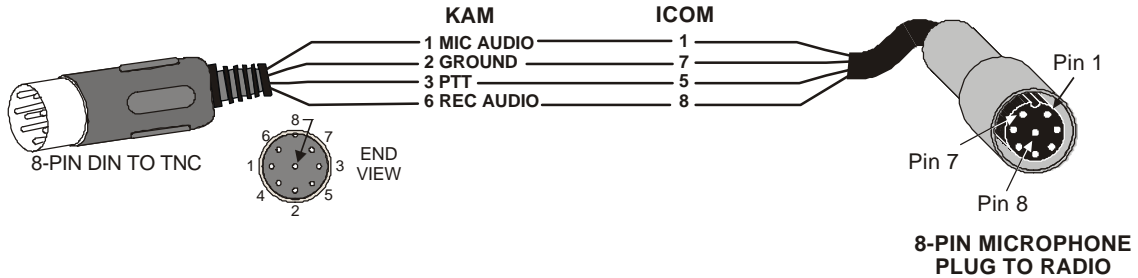 KAM ICOM
1 MIC AUDIO 1
2 GROUND 7
3 PTT 5
6 REC AUDIO 8
Pin 1
Pin 7
Pin 8
8-PIN DIN TO TNC
8
6 7
1 3
4 5
2
END
VIEW
8-PIN MICROPHONE
PLUG TO RADIO